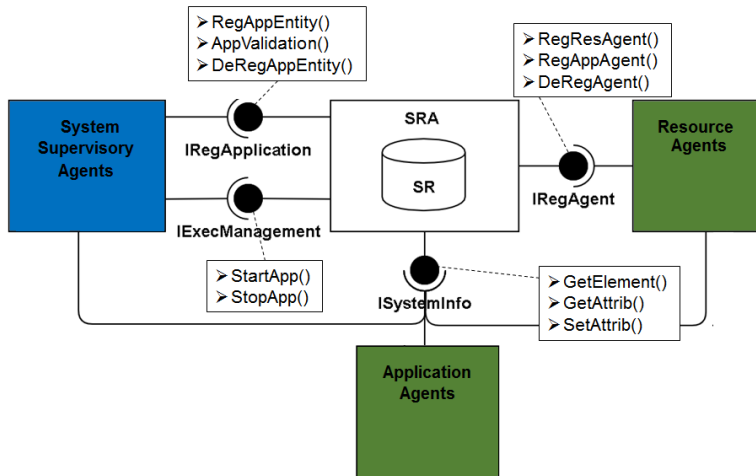 ➢ RegAppEntity()
➢ AppValidation()
➢ DeRegAppEntity()
➢ RegResAgent()
➢ RegAppAgent()
➢ DeRegAgent()
System
Supervisory
Agents
IRegApplication
SRA
SR
Resource
Agents
IRegAgent
IExecManagement
➢ StartApp()
➢ StopApp()
ISystemInfo
➢ GetElement()
➢ GetAttrib()
➢ SetAttrib()
Application
Agents